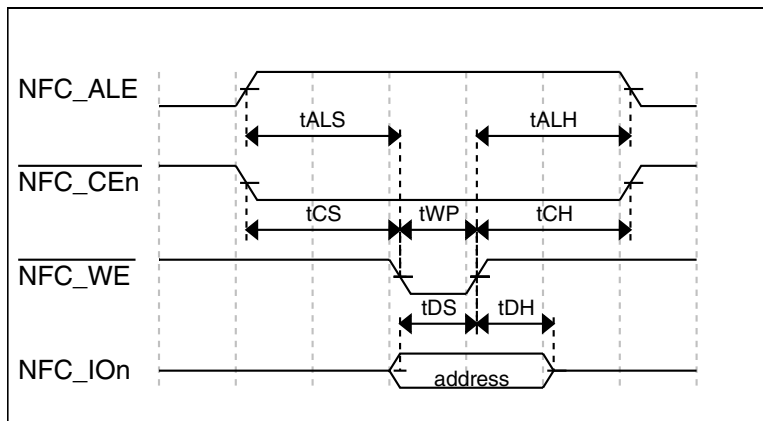 NFC_ALE
tALS
tALH
NFC_CEn
tCS
tWP
tCH
NFC_WE
tDS
tDH
NFC_IOn
address